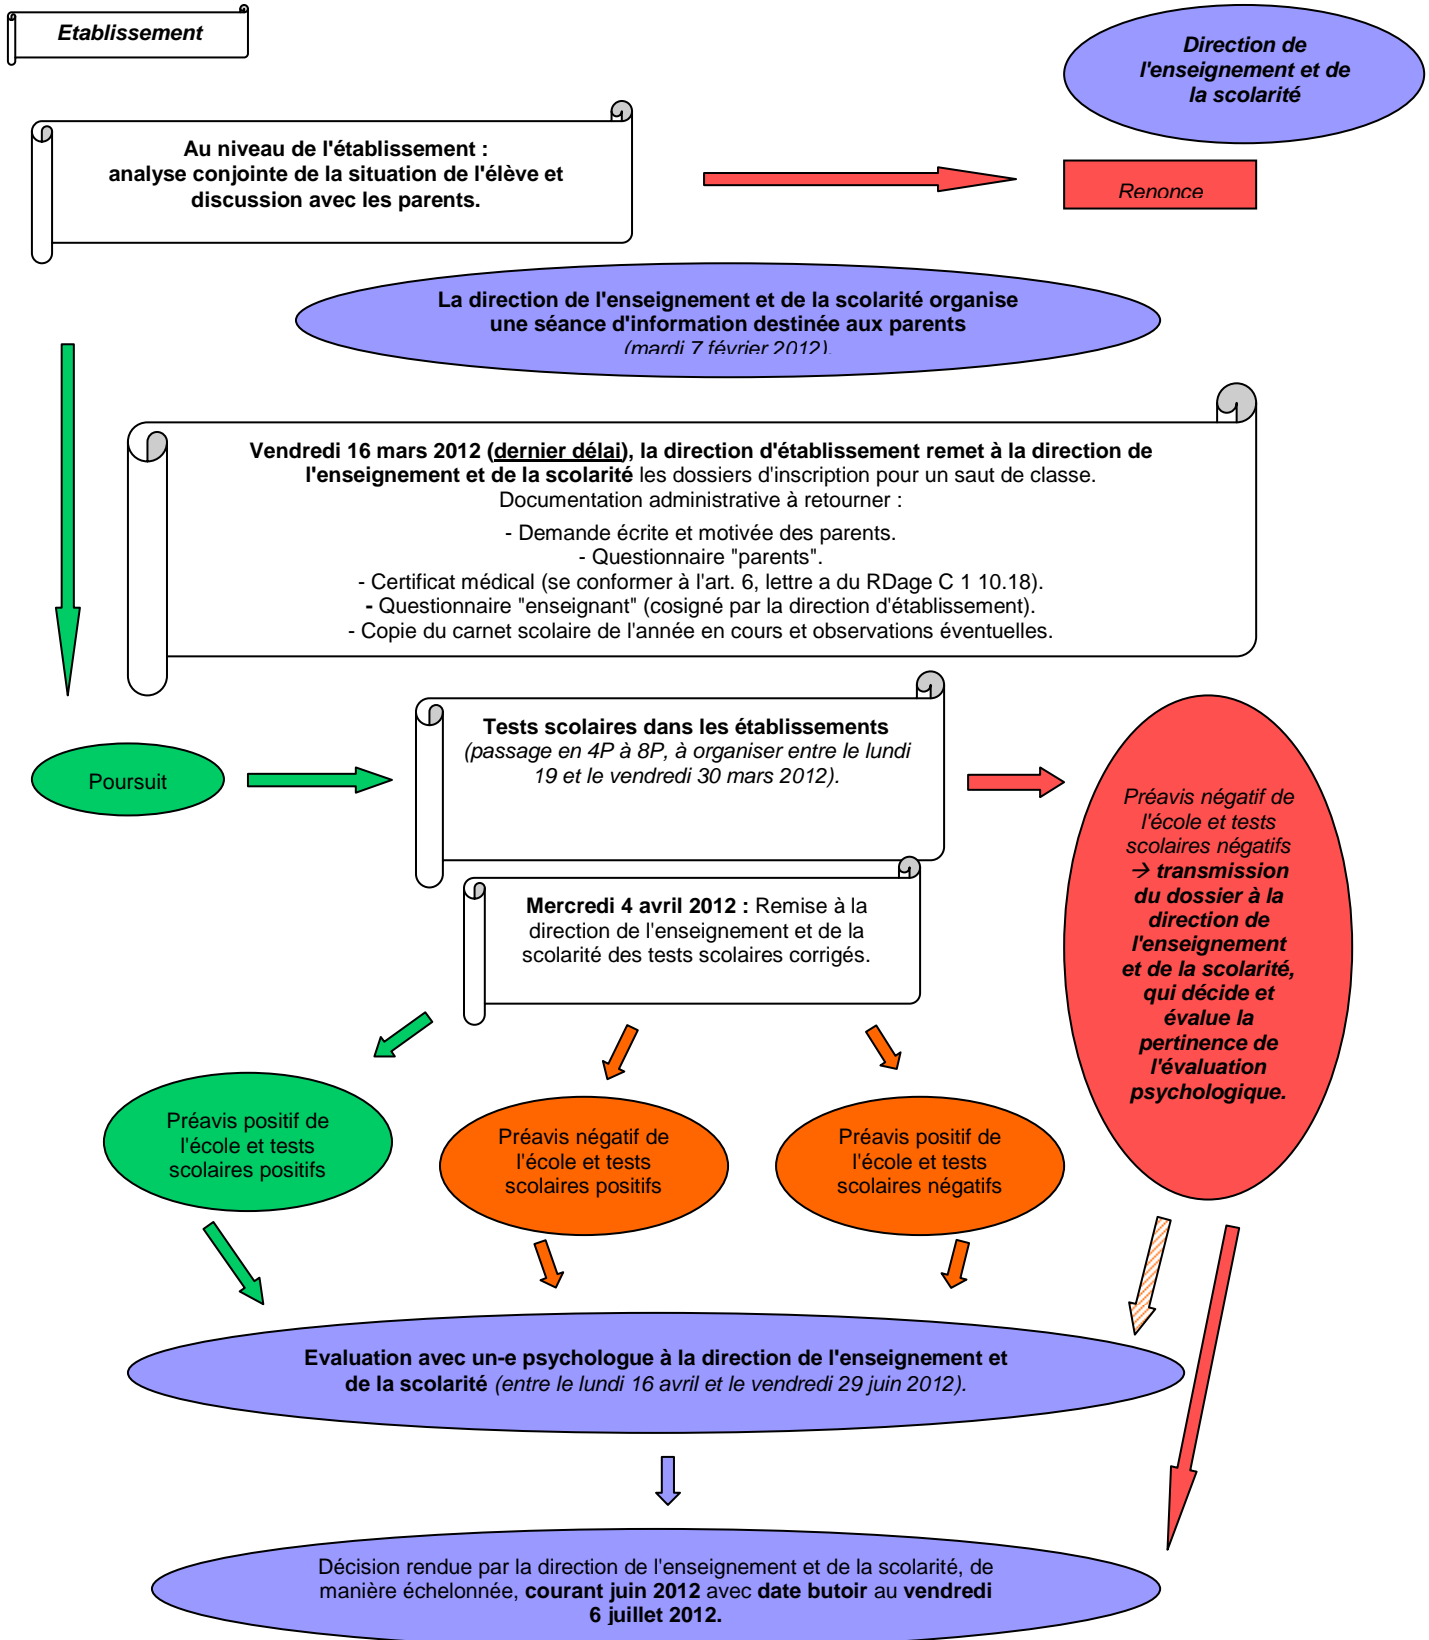 Etablissement
Direction de
l'enseignement et de
la scolarité
Au niveau de l'établissement :
analyse conjointe de la situation de l'élève et
discussion avec les parents.
Renonce
La direction de l'enseignement et de la scolarité organise
une séance d'information destinée aux parents
(mardi 7 février 2012).
Vendredi 16 mars 2012 (dernier délai), la direction d'établissement remet à la direction de
l'enseignement et de la scolarité les dossiers d'inscription pour un saut de classe.
Documentation administrative à retourner :
- Demande écrite et motivée des parents.
- Questionnaire "parents".
- Certificat médical (se conformer à l'art. 6, lettre a du RDage C 1 10.18).
- Questionnaire "enseignant" (cosigné par la direction d'établissement).
- Copie du carnet scolaire de l'année en cours et observations éventuelles.
Poursuit
Tests scolaires dans les établissements
(passage en 4P à 8P, à organiser entre le lundi
19 et le vendredi 30 mars 2012).
Préavis négatif de
l'école et tests
scolaires négatifs
→ transmission
du dossier à la
direction de
l'enseignement
et de la scolarité,
qui décide et
évalue la
pertinence de
l'évaluation
psychologique.
Mercredi 4 avril 2012 : Remise à la
direction de l'enseignement et de la
scolarité des tests scolaires corrigés.
Préavis positif de
l'école et tests
scolaires positifs
Préavis négatif de
l'école et tests
scolaires positifs
Préavis positif de
l'école et tests
scolaires négatifs
Evaluation avec un-e psychologue à la direction de l'enseignement et
de la scolarité (entre le lundi 16 avril et le vendredi 29 juin 2012).
Décision rendue par la direction de l'enseignement et de la scolarité, de
manière échelonnée, courant juin 2012 avec date butoir au vendredi
6 juillet 2012.